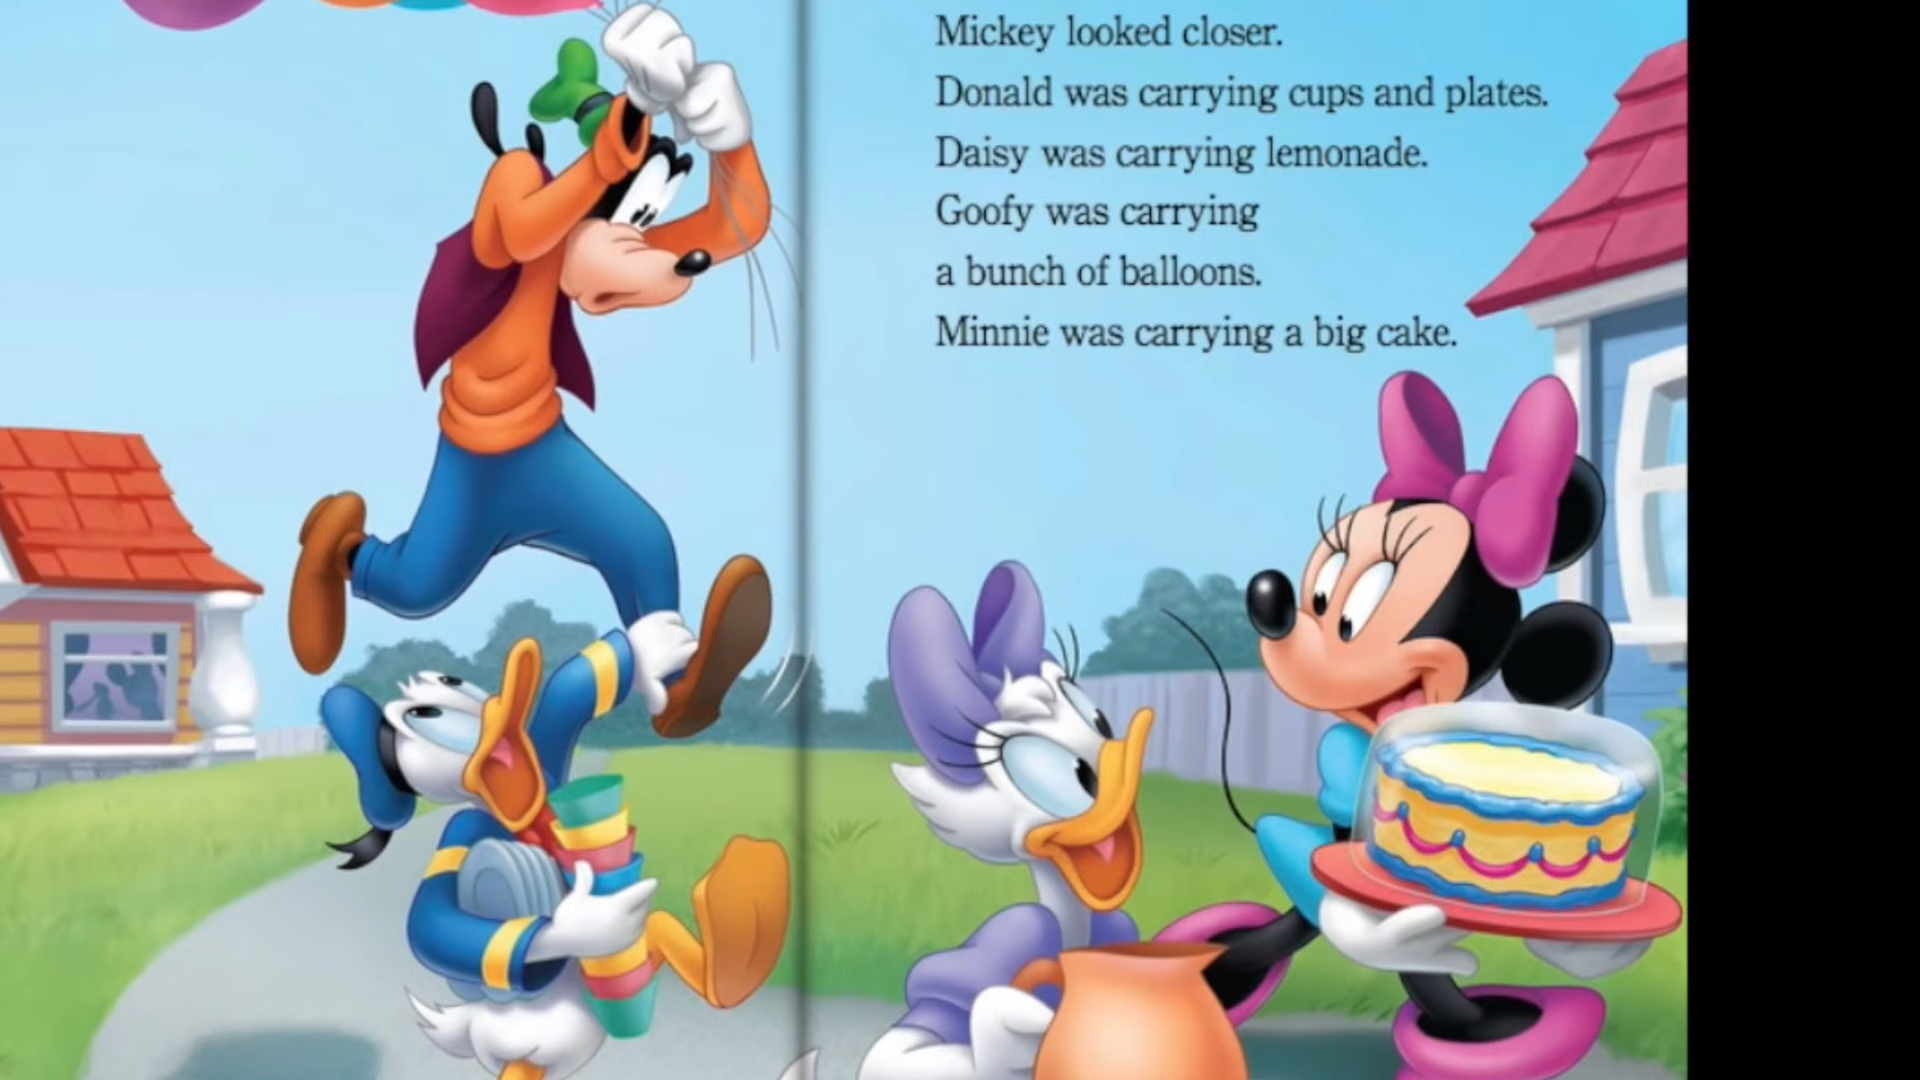 Mickey looked closer.
Donald was carrying cups and plates.
Daisy was carrying lemonade.
Goofy was carrying
a bunch of balloons.
Minnie was carrying a big cake.